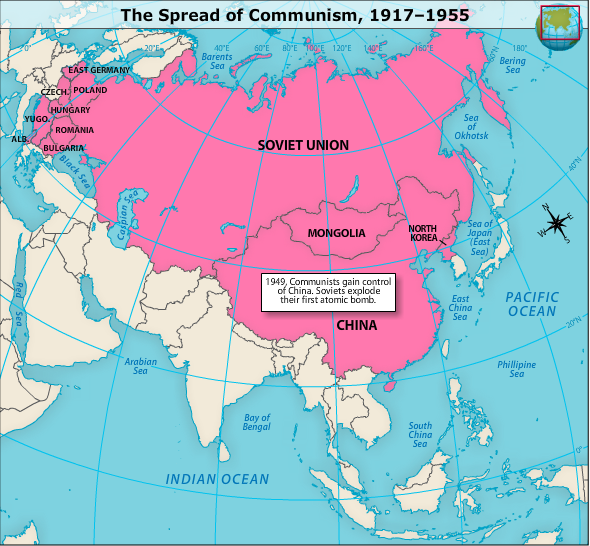 The Spread of Communism, 1917–1955
0°
20°E
40°E
60°E
80°E
100°E
120°E
140°E
160°E
180°
Barents
Sea
Bering
Sea
EAST GERMANY
POLAND
CZECH.
HUNGARY
YUGO.
ROMANIA
ALB.
BULGARIA
Black Sea
Caspian Sea
SOVIET UNION
Sea
of
Okhotsk
40°N
N
E
W
S
MONGOLIA
NORTH
KOREA
Sea of
Japan
(East
Sea)
1949, Communists gain control
of China. Soviets explode
their first atomic bomb.
CHINA
East
China
Sea
PACIFIC
OCEAN
20°N
Red Sea
Arabian
Sea
Phillipine
Sea
Bay of
Bengal
South
China
Sea
0°
INDIAN OCEAN